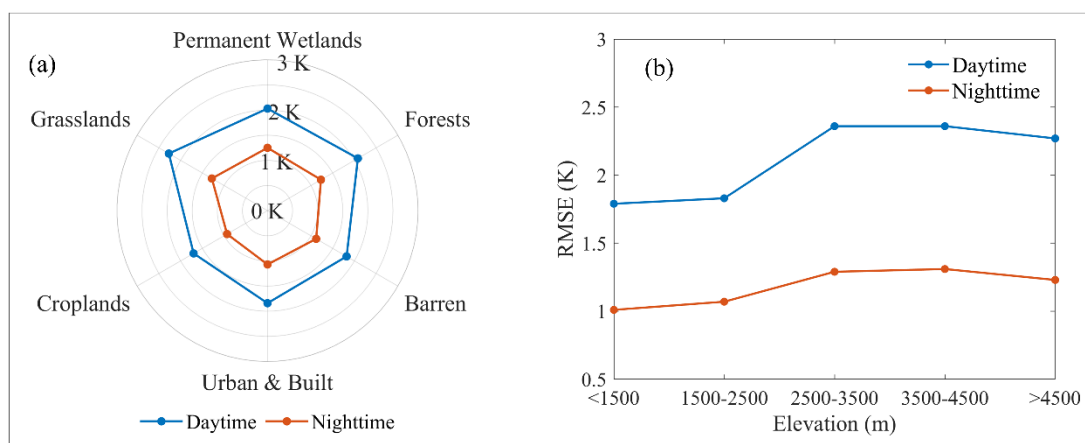 (a)
Permanent Wetlands
3 K
Grasslands
2 K
Forests
1 K
0 K
Croplands
Barren
Urban & Built
Daytime
Nighttime
(b)
Daytime
Nighttime
RMSE (K)
3
2.5
2
1.5
1
0.5
<1500
1500-2500
2500-3500
3500-4500
>4500
Elevation (m)